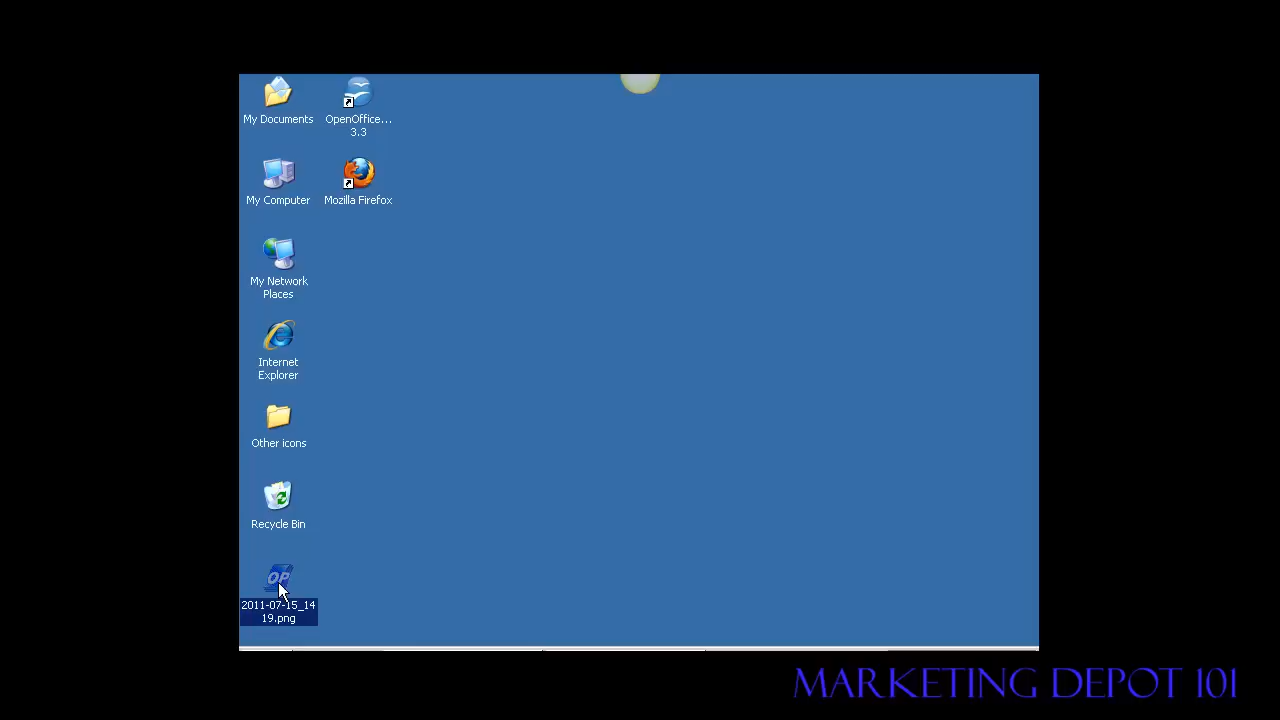 My Documents
OpenOffice...
3.3
My Computer
Mozilla Firefox
My Network
Places
Internet
Explorer
Other icons
Recycle Bin
OP
2011-07-15_14
19.png
MARKETING DEPOT 101